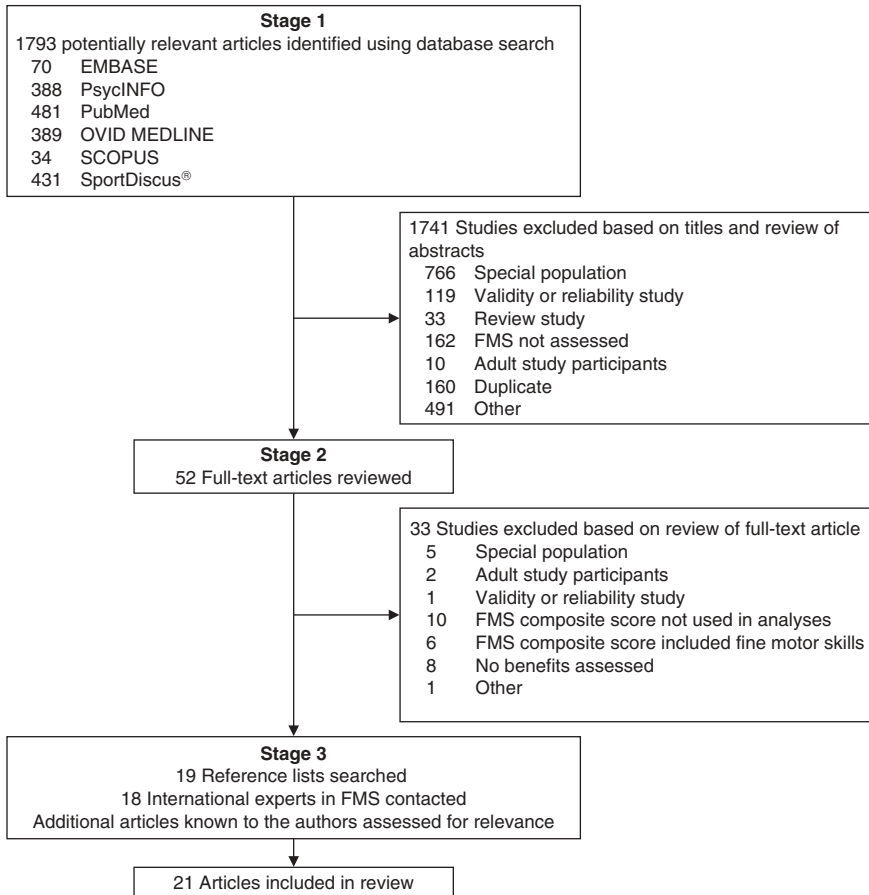 Stage 1
1793 potentially relevant articles identified using database search
70 EMBASE
388 PsycINFO
481 PubMed
389 OVID MEDLINE
34 SCOPUS
431 SportDiscus®
1741 Studies excluded based on titles and review of
abstracts
766 Special population
119 Validity or reliability study
33 Review study
162 FMS not assessed
10 Adult study participants
160 Duplicate
491 Other
Stage 2
52 Full-text articles reviewed
33 Studies excluded based on review of full-text article
5 Special population
2 Adult study participants
1 Validity or reliability study
10 FMS composite score not used in analyses
6 FMS composite score included fine motor skills
8 No benefits assessed
1 Other
Stage 3
19 Reference lists searched
18 International experts in FMS contacted
Additional articles known to the authors assessed for relevance
21 Articles included in review